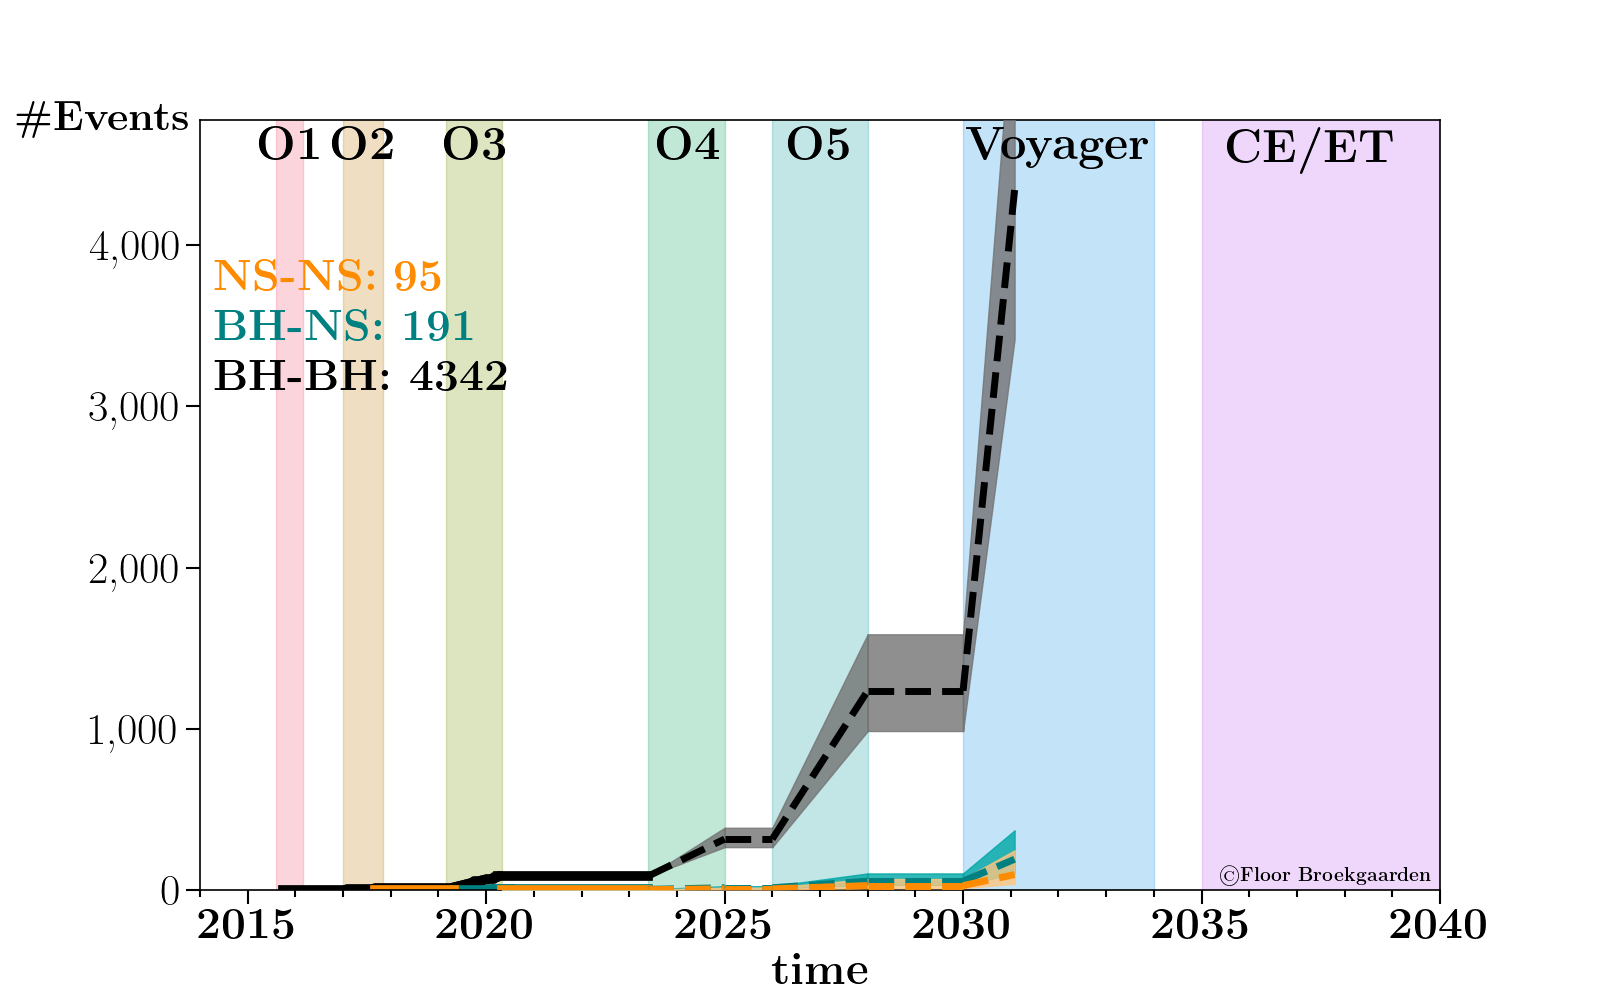 #Events
O1 O2 O3 O4 O5 Voyager CE/ET
4,000
NS-NS: 95
BH-NS: 191
BH-BH: 4342
3,000
2,000
1,000
©Floor Broekgaarden
0
2015 2020 2025 2030 2035 2040
time